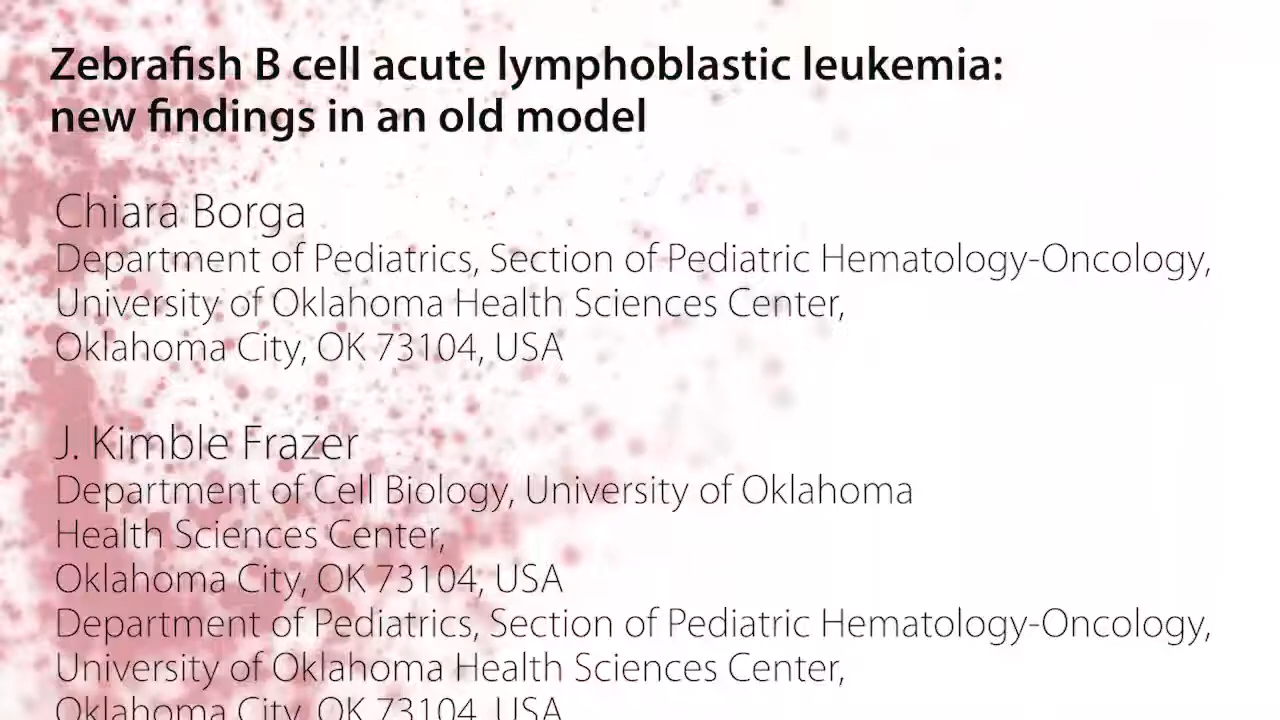 Zebrafish B cell acute lymphoblastic leukemia:
new findings in an old model
Chiara Borga
Department of Pediatrics, Section of Pediatric Hematology-Oncology,
University of Oklahoma Health Sciences Center,
Oklahoma City, OK 73104, USA
J. Kimble Frazer
Department of Cell Biology, University of Oklahoma
Health Sciences Center,
Oklahoma City, OK 73104, USA
Department of Pediatrics, Section of Pediatric Hematology-Oncology,
University of Oklahoma Health Sciences Center,
Oklahoma City, OK 73104, USA